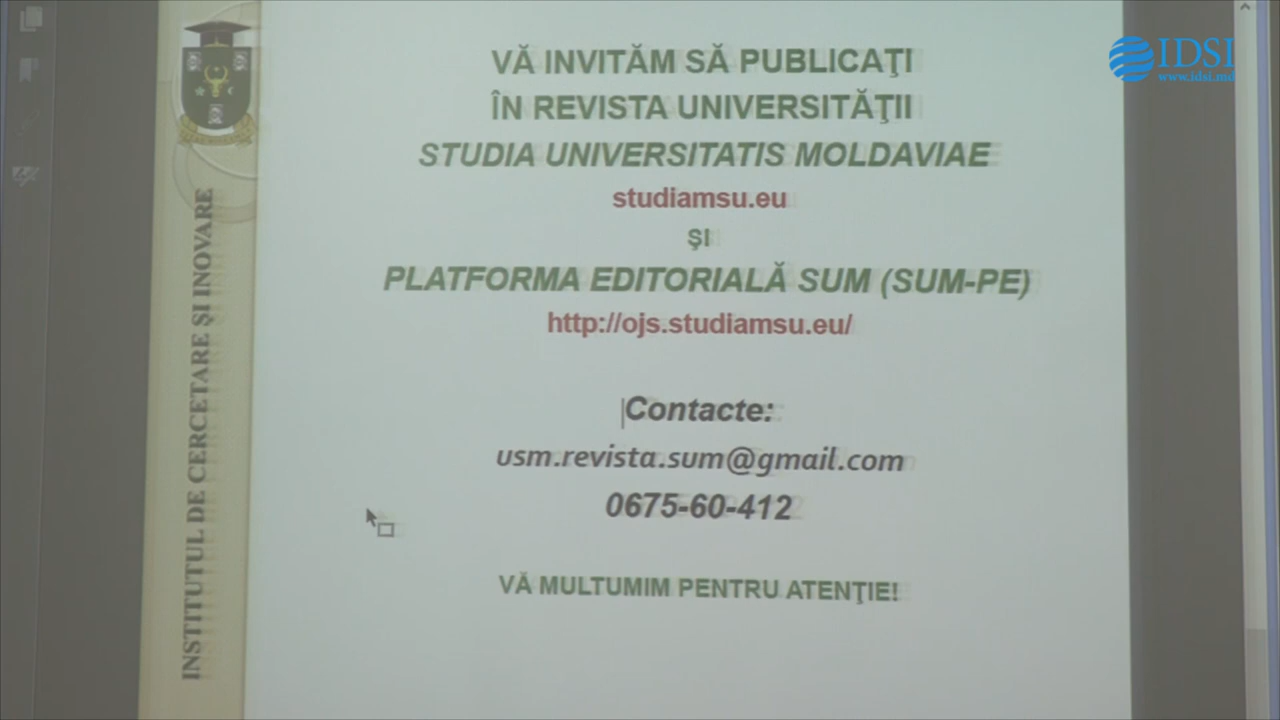 IDSI
www.idsi.md
INSTITUTUL DE CERCETARE ŞI INOVARE
VĂ INVITĂM SĂ PUBLICAŢI
ÎN REVISTA UNIVERSITĂŢII
STUDIA UNIVERSITATIS MOLDAVIAE
studiamsu.eu
ŞI
PLATFORMA EDITORIALĂ SUM (SUM-PE)
http://ojs.studiamsu.eu/
Contacte:
usm.revista.sum@gmail.com
0675-60-412
VĂ MULTUMIM PENTRU ATENŢIE!